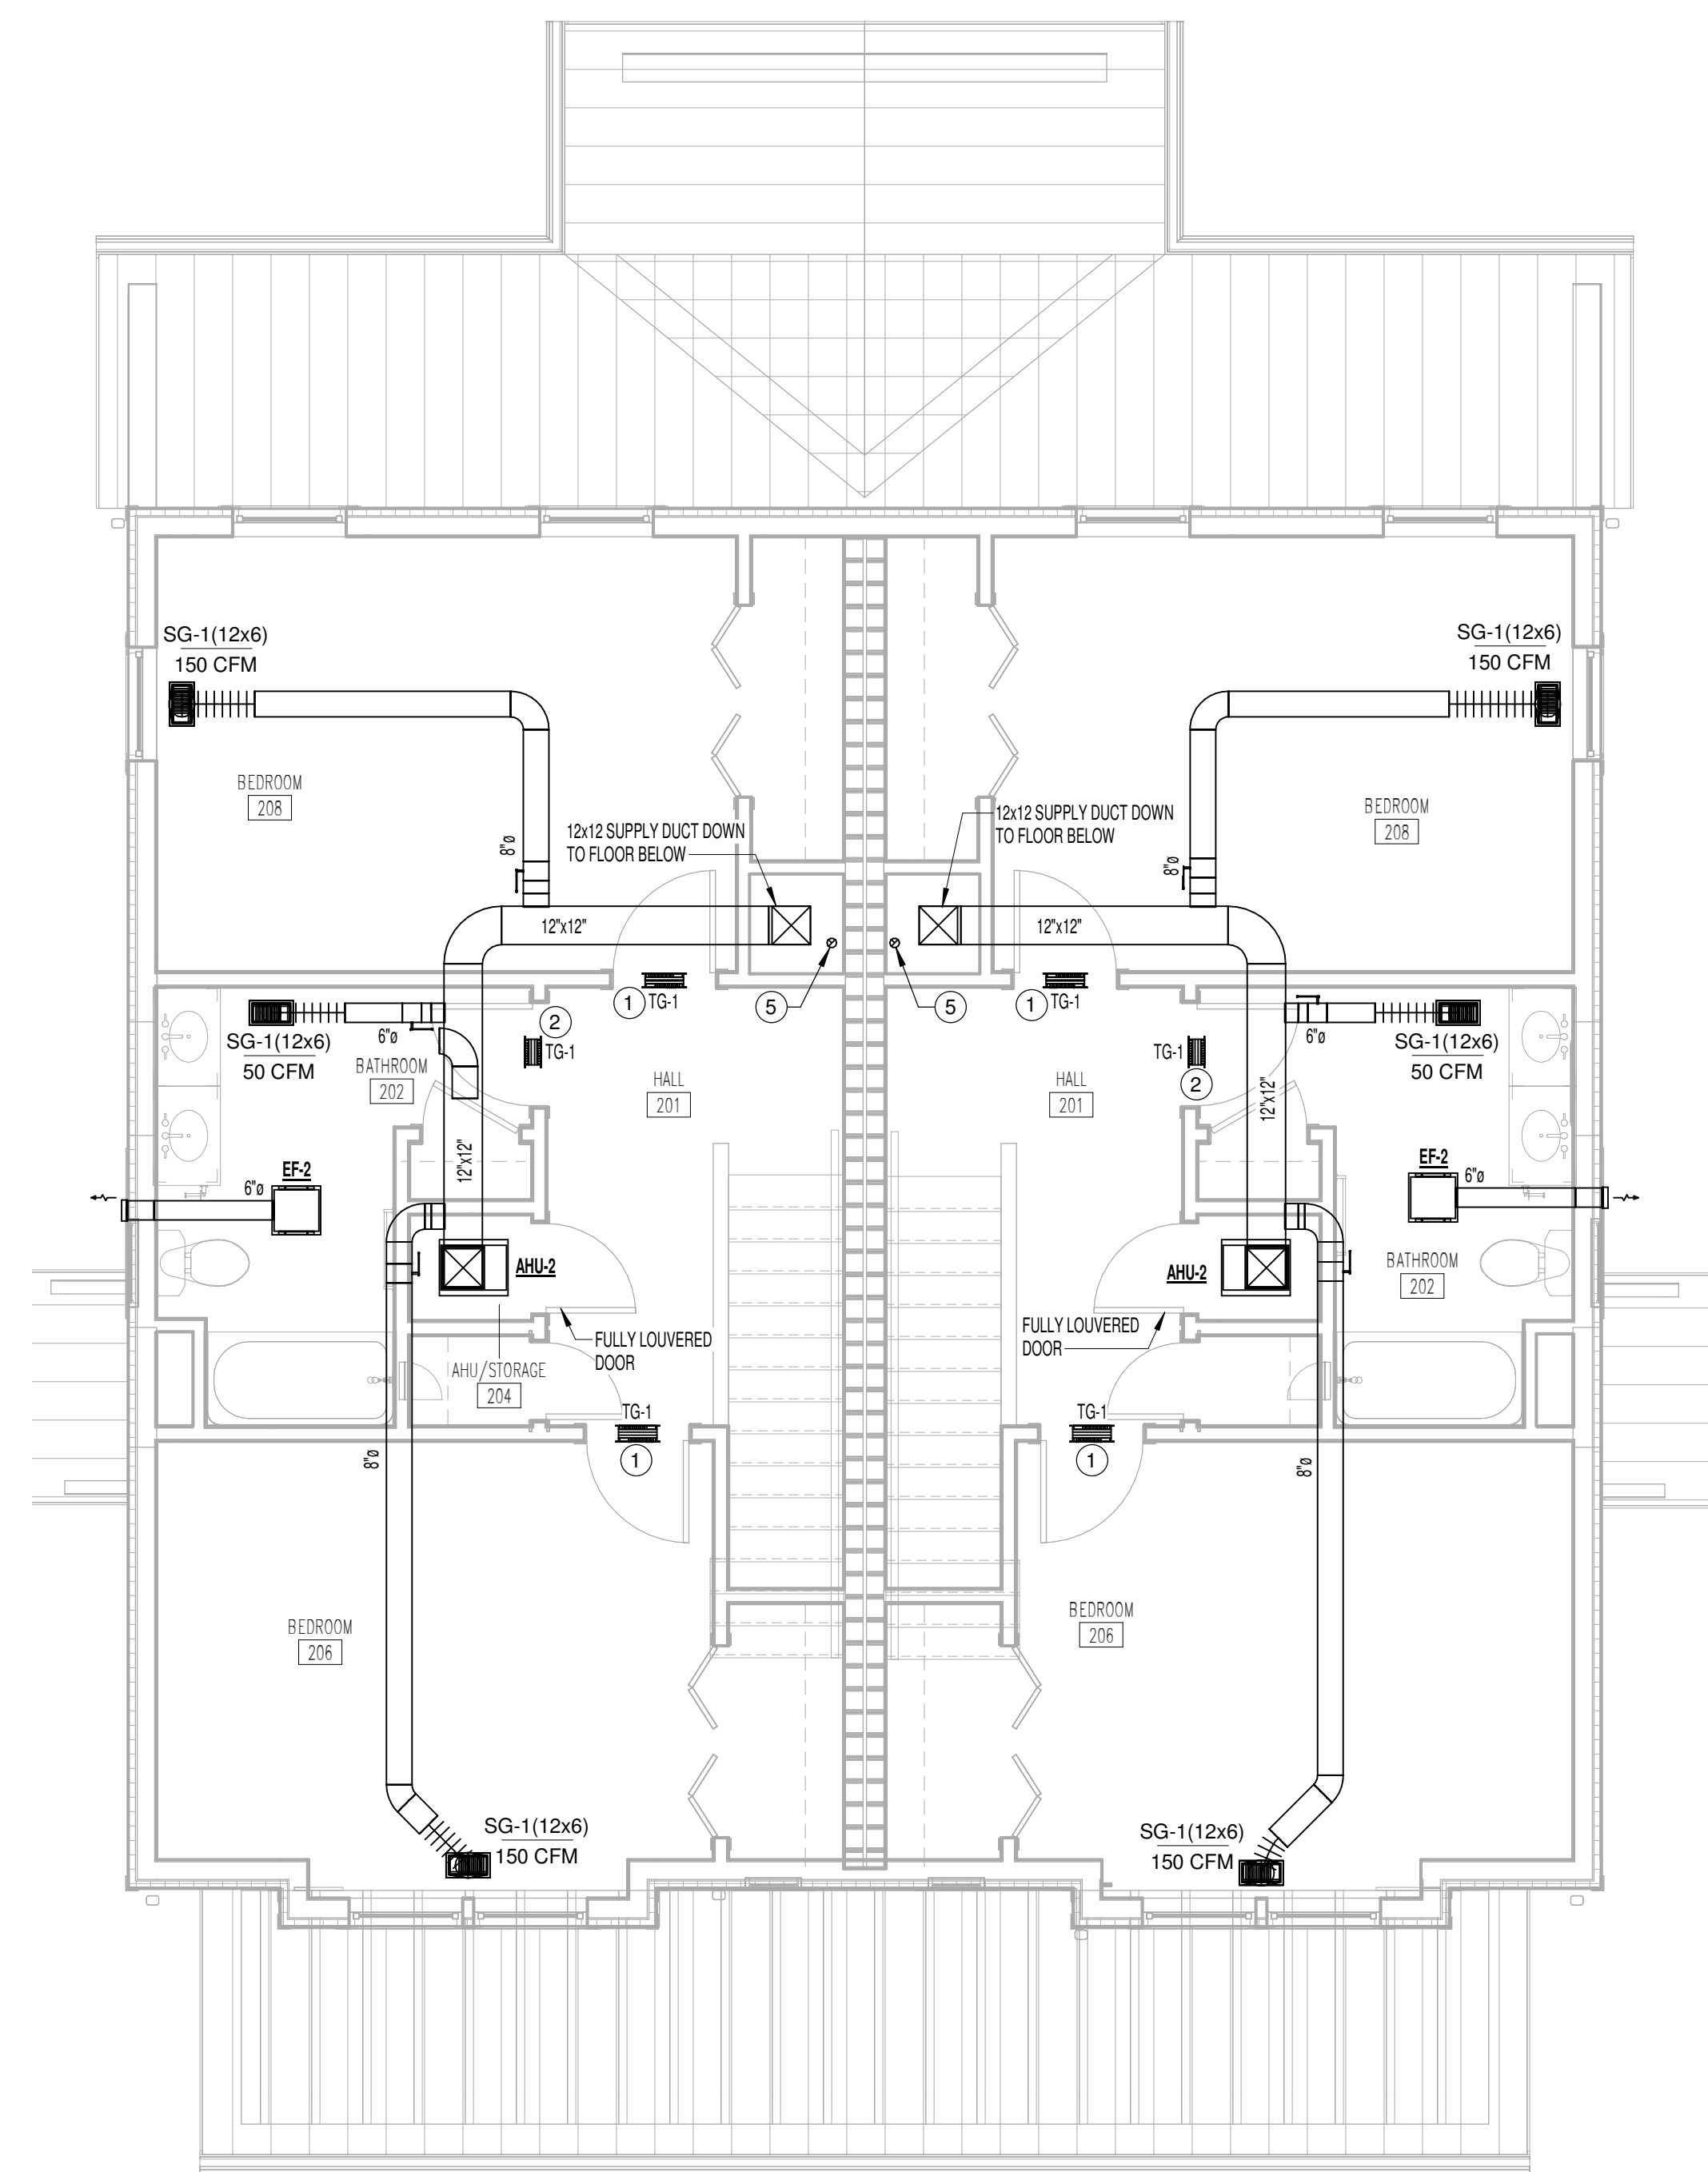 SG-1(12x6)
150 CFM
SG-1(12x6)
150 CFM
BEDROOM
208
BEDROOM
208
8"ø
12x12 SUPPLY DUCT DOWN
TO FLOOR BELOW
12x12 SUPPLY DUCT DOWN
TO FLOOR BELOW
8"ø
12"x12"
12"x12"
1
TG-1
5
5
1
TG-1
6"ø
SG-1(12x6)
50 CFM
BATHROOM
202
2
TG-1
HALL
201
HALL
201
TG-1
2
6"ø
SG-1(12x6)
50 CFM
12"x12"
12"x12"
EF-2
6"ø
EF-2
6"ø
AHU-2
AHU-2
BATHROOM
202
FULLY LOUVERED
DOOR
FULLY LOUVERED
DOOR
AHU/STORAGE
204
TG-1
1
TG-1
1
8"ø
8"ø
BEDROOM
206
BEDROOM
206
SG-1(12x6)
150 CFM
SG-1(12x6)
150 CFM